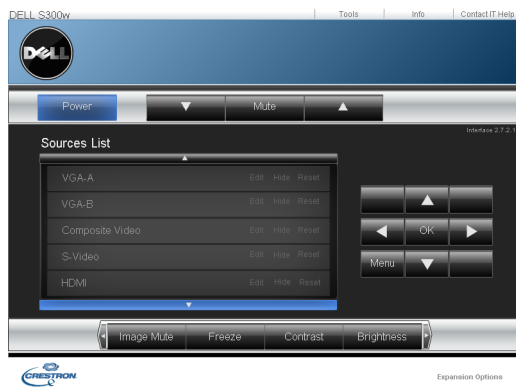 DELL S300w
Tools
Info
Contact IT Help
DELL
Power
Mute
Interface 2.7.2.1
Sources List
VGA-A Edit Hide Reset
VGA-B Edit Hide Reset
Composite Video Edit Hide Reset
S-Video Edit Hide Reset
HDMI Edit Hide Reset
OK
Menu
Image Mute
Freeze
Contrast
Brightness
CRESTRON
Expansion Options